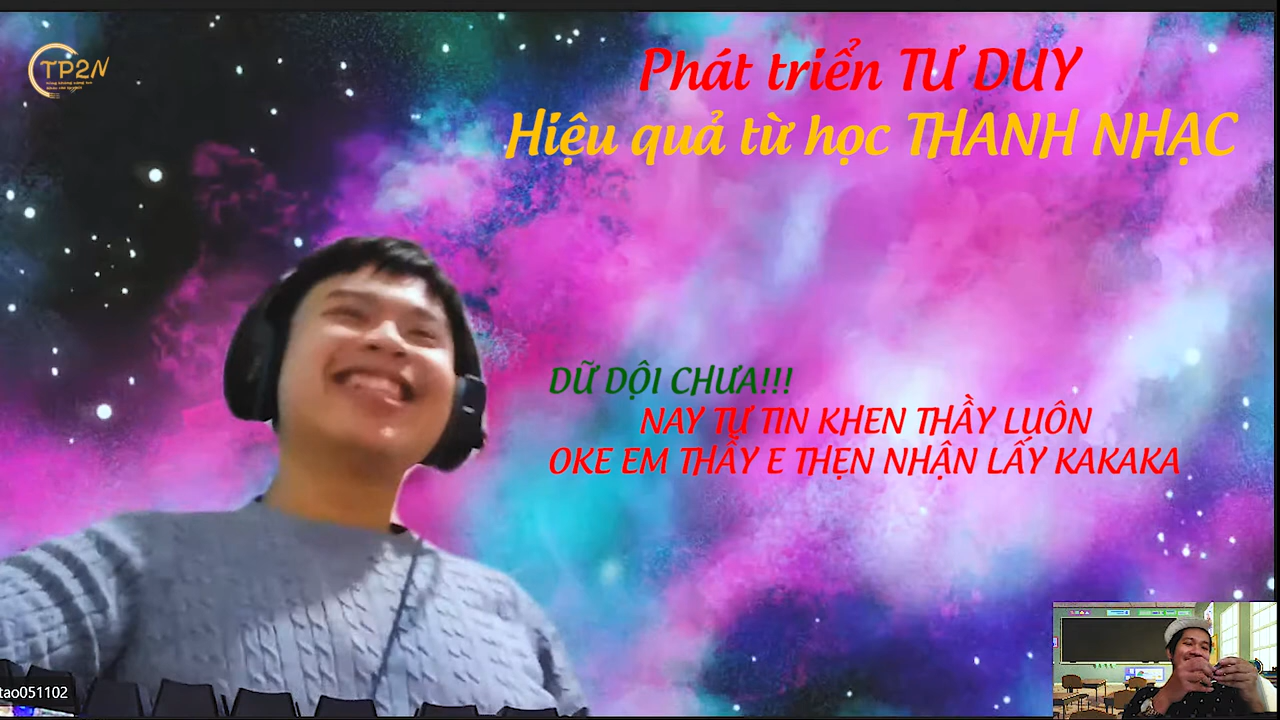 TP2N
Phát triển TƯ DUY
Hiệu quả từ học THANH NHẠC
DỮ DỘI CHƯA!!!
NAY TỰ TIN KHEN THẦY LUÔN
OKE EM THẦY E THẸN NHẬN LẤY KAKAKA
tao051102